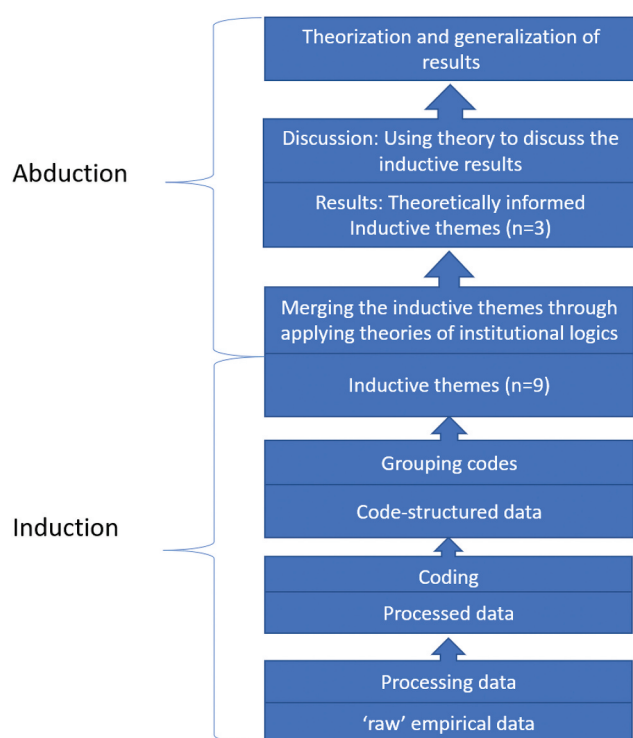 Theorization and generalization of
results
Abduction
Discussion: Using theory to discuss the
inductive results
Results: Theoretically informed
Inductive themes (n=3)
Merging the inductive themes through
applying theories of institutional logics
Inductive themes (n=9)
Grouping codes
Code-structured data
Induction
Coding
Processed data
Processing data
‘raw’ empirical data